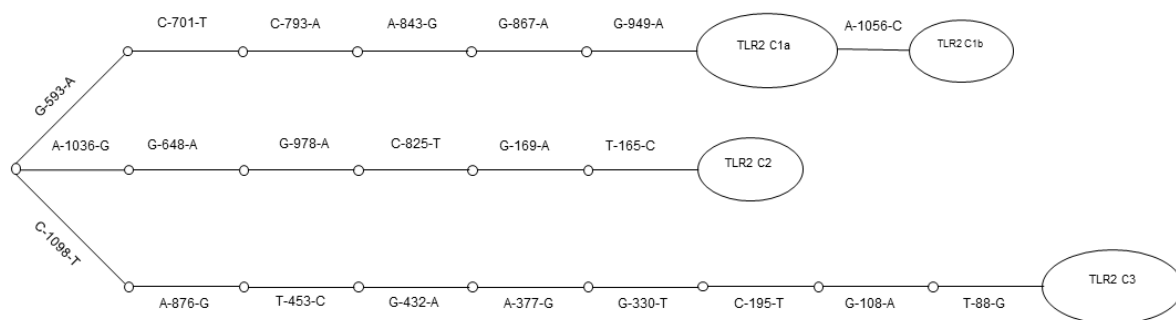 C-701-T
C-793-A
A-843-G
G-867-A
G-949-A
TLR2 C1a
A-1056-C
TLR2 C1b
G-593-A
A-1036-G
G-648-A
G-978-A
C-825-T
G-169-A
T-165-C
TLR2 C2
C-1098-T
A-876-G
T-453-C
G-432-A
A-377-G
G-330-T
C-195-T
G-108-A
T-88-G
TLR2 C3